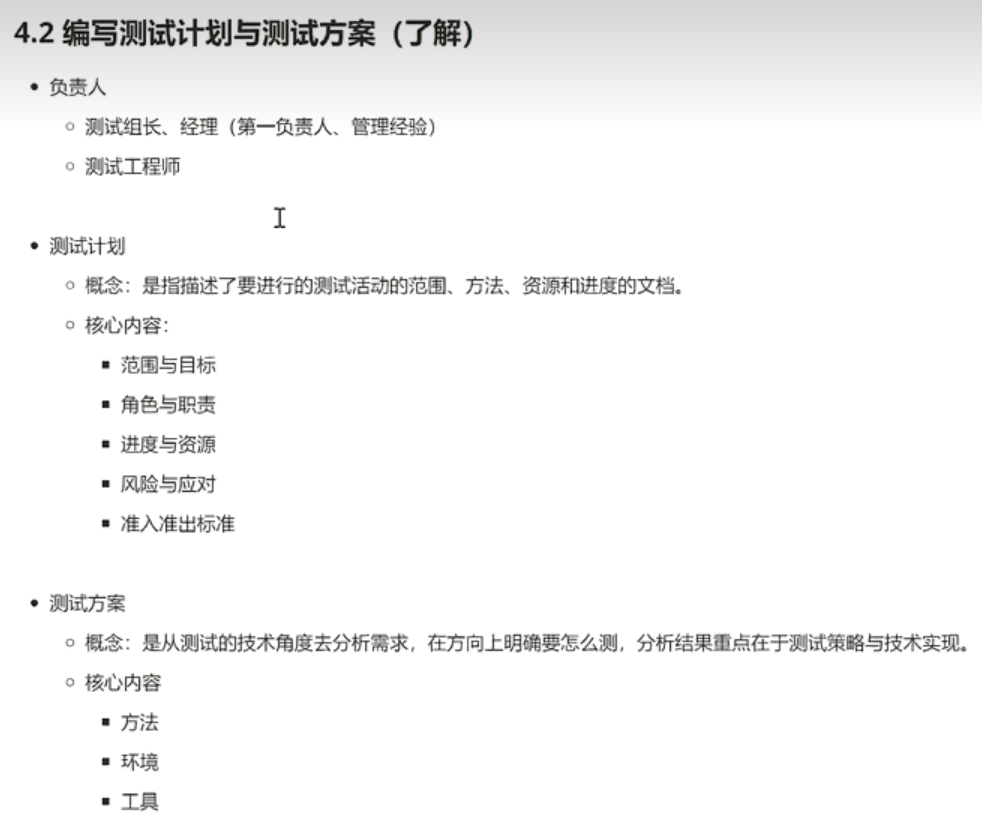 4.2 编写测试计划与测试方案（了解）
负责人
测试组长、经理（第一负责人、管理经验）
测试工程师
测试计划
概念：是指描述了要进行的测试活动的范围、方法、资源和进度的文档。
核心内容：
范围与目标
角色与职责
进度与资源
风险与应对
准入准出标准
测试方案
概念：是从测试的技术角度去分析需求，在方向上明确要怎么测，分析结果重点在于测试策略与技术实现。
核心内容
方法
环境
工具